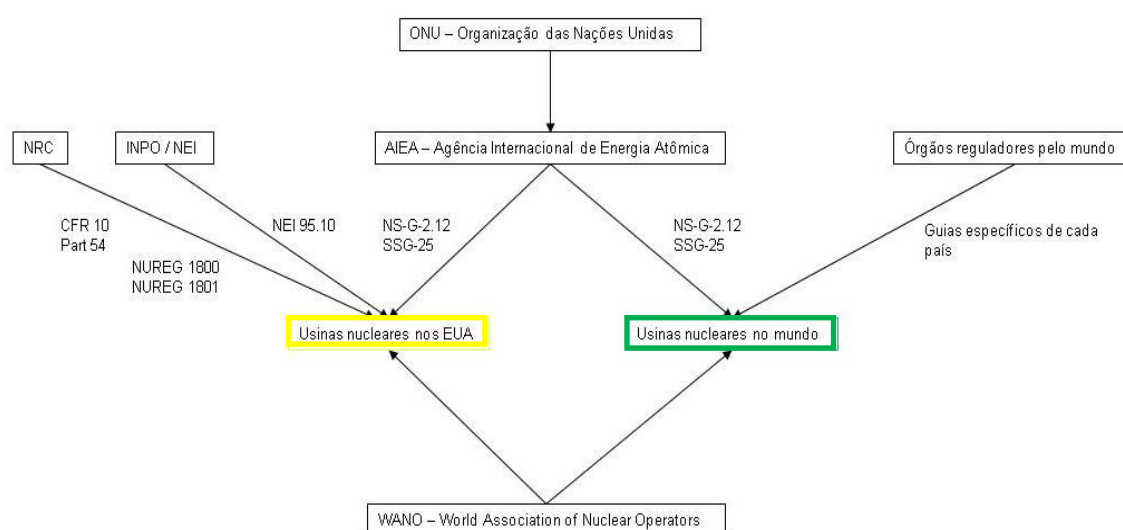 ONU – Organização das Nações Unidas
NRC
INPO / NEI
AIEA – Agência Internacional de Energia Atômica
Órgãos reguladores pelo mundo
CFR 10
Part 54
NEI 95.10
NS-G-2.12
SSG-25
NS-G-2.12
SSG-25
Guias específicos de cada
país
NUREG 1800
NUREG 1801
Usinas nucleares nos EUA
Usinas nucleares no mundo
WANO – World Association of Nuclear Operators